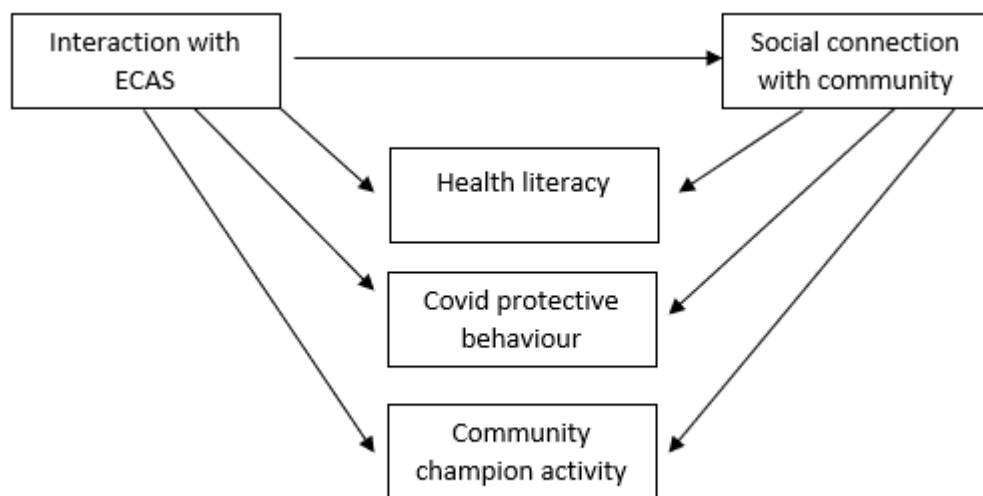 Interaction with
ECAS
Social connection
with community
Health literacy
Covid protective
behaviour
Community
champion activity